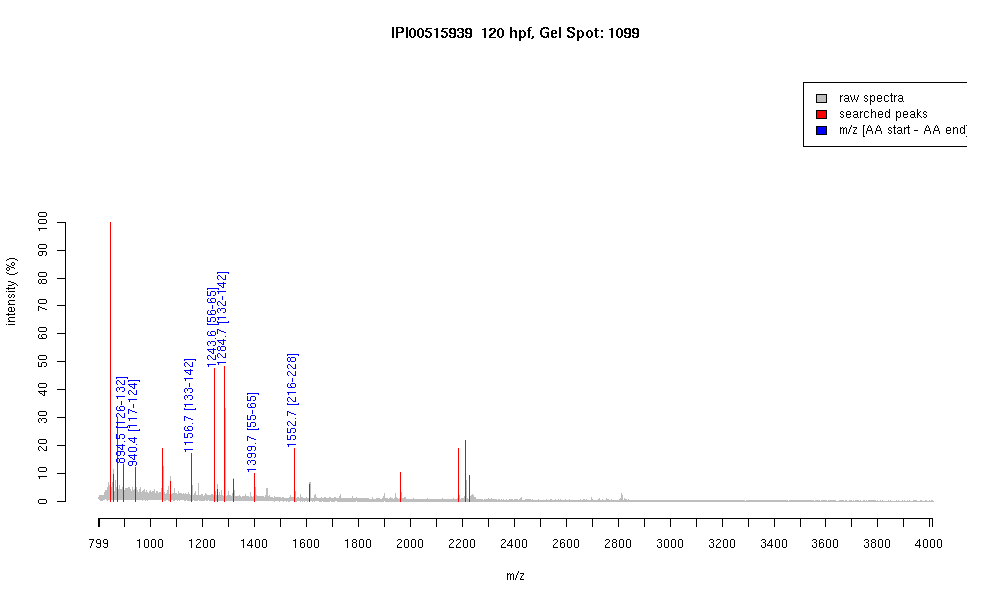 IPI00515939 120 hpf, Gel Spot: 1099
raw spectra
searched peaks
m/z [AA start - AA end]
intensity (%)
100
90
80
70
60
50
40
30
20
10
0
894.5 [126-132]
940.4 [117-124]
1156.7 [133-142]
1243.6 [56-65]
1284.7 [132-142]
1399.7 [55-65]
1552.7 [216-228]
799 1000 1200 1400 1600 1800 2000 2200 2400 2600 2800 3000 3200 3400 3600 3800 4000
m/z